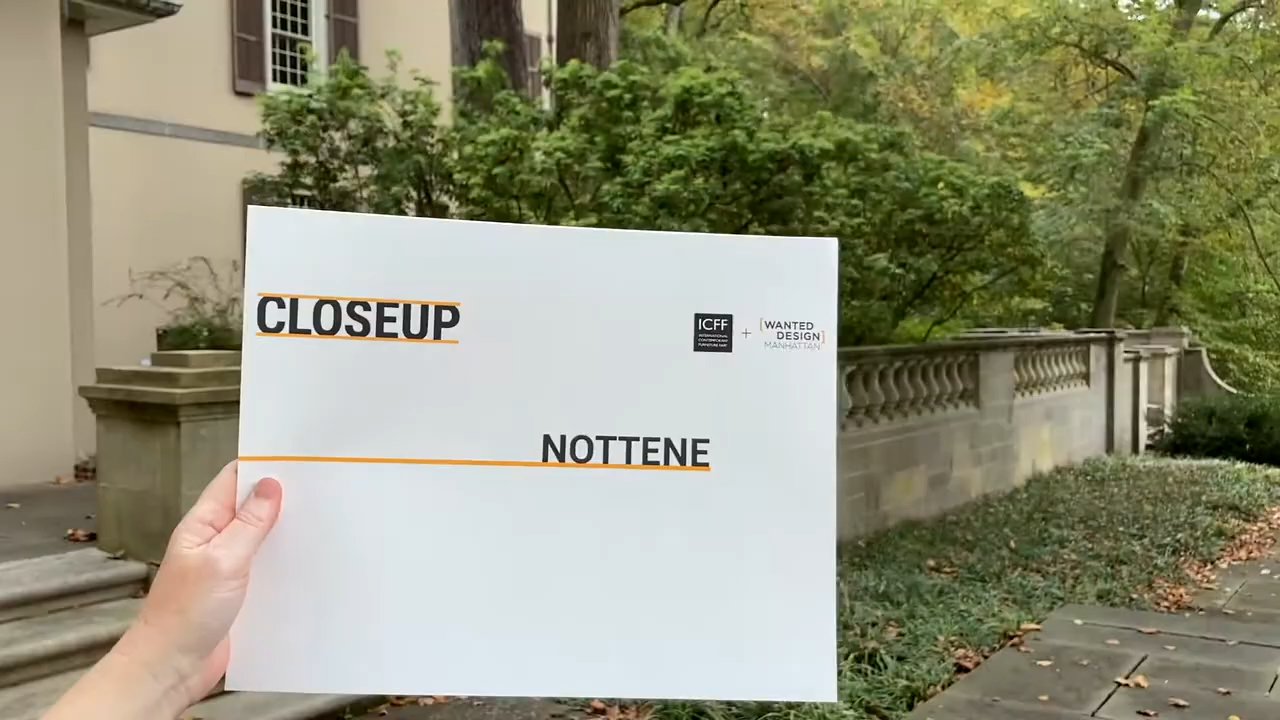 CLOSEUP
ICFF
INTERNATIONAL
CONTEMPORARY
FURNITURE FAIR
+
[WANTED
DESIGN]
MANHATTAN
NOTTENE